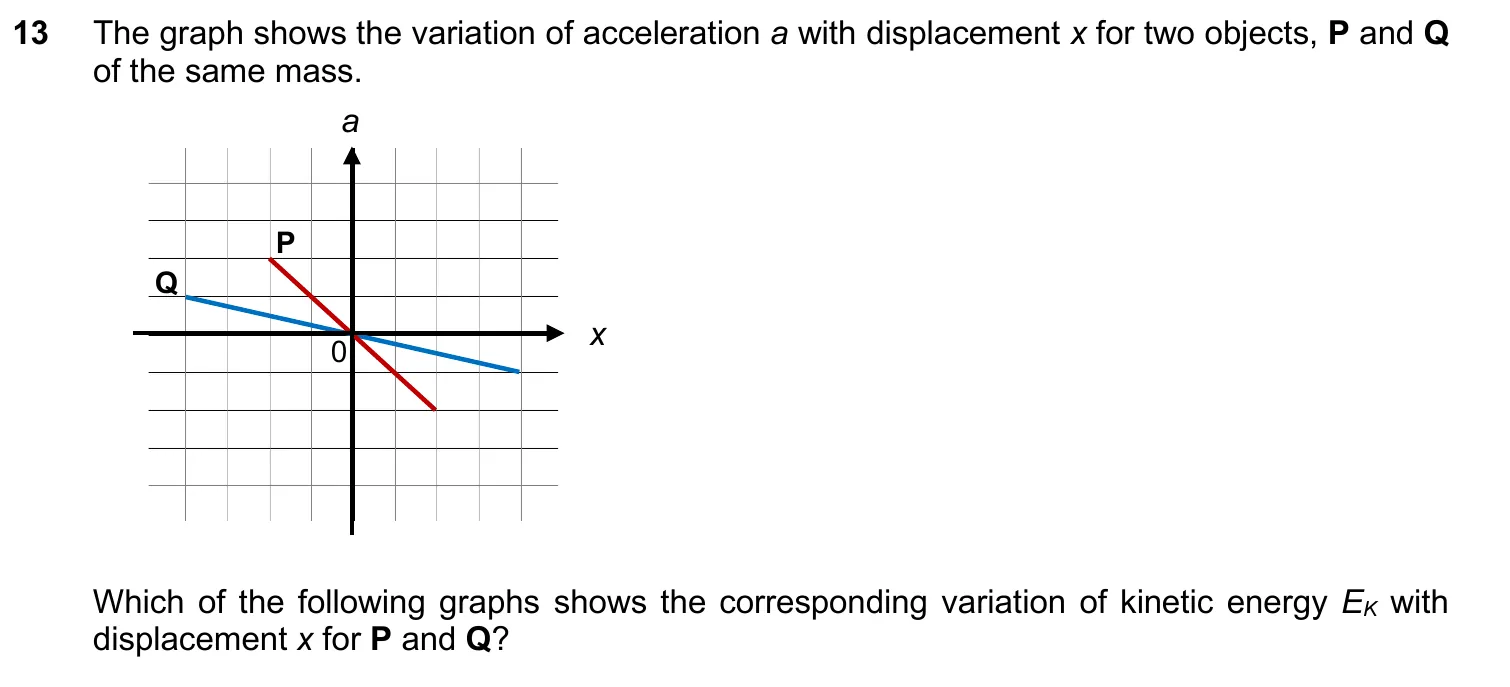 13 The graph shows the variation of acceleration a with displacement x for two objects, P and Q
of the same mass.
a
P
Q
x
0
Which of the following graphs shows the corresponding variation of kinetic energy EK with
displacement x for P and Q?